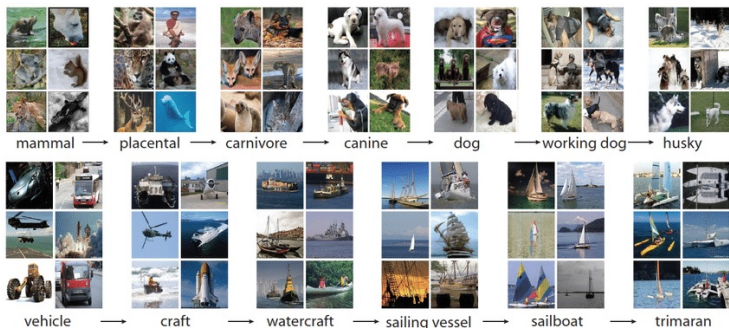 mammal placental carnivore canine dog working dog husky
vehicle craft watercraft sailing vessel sailboat trimaran